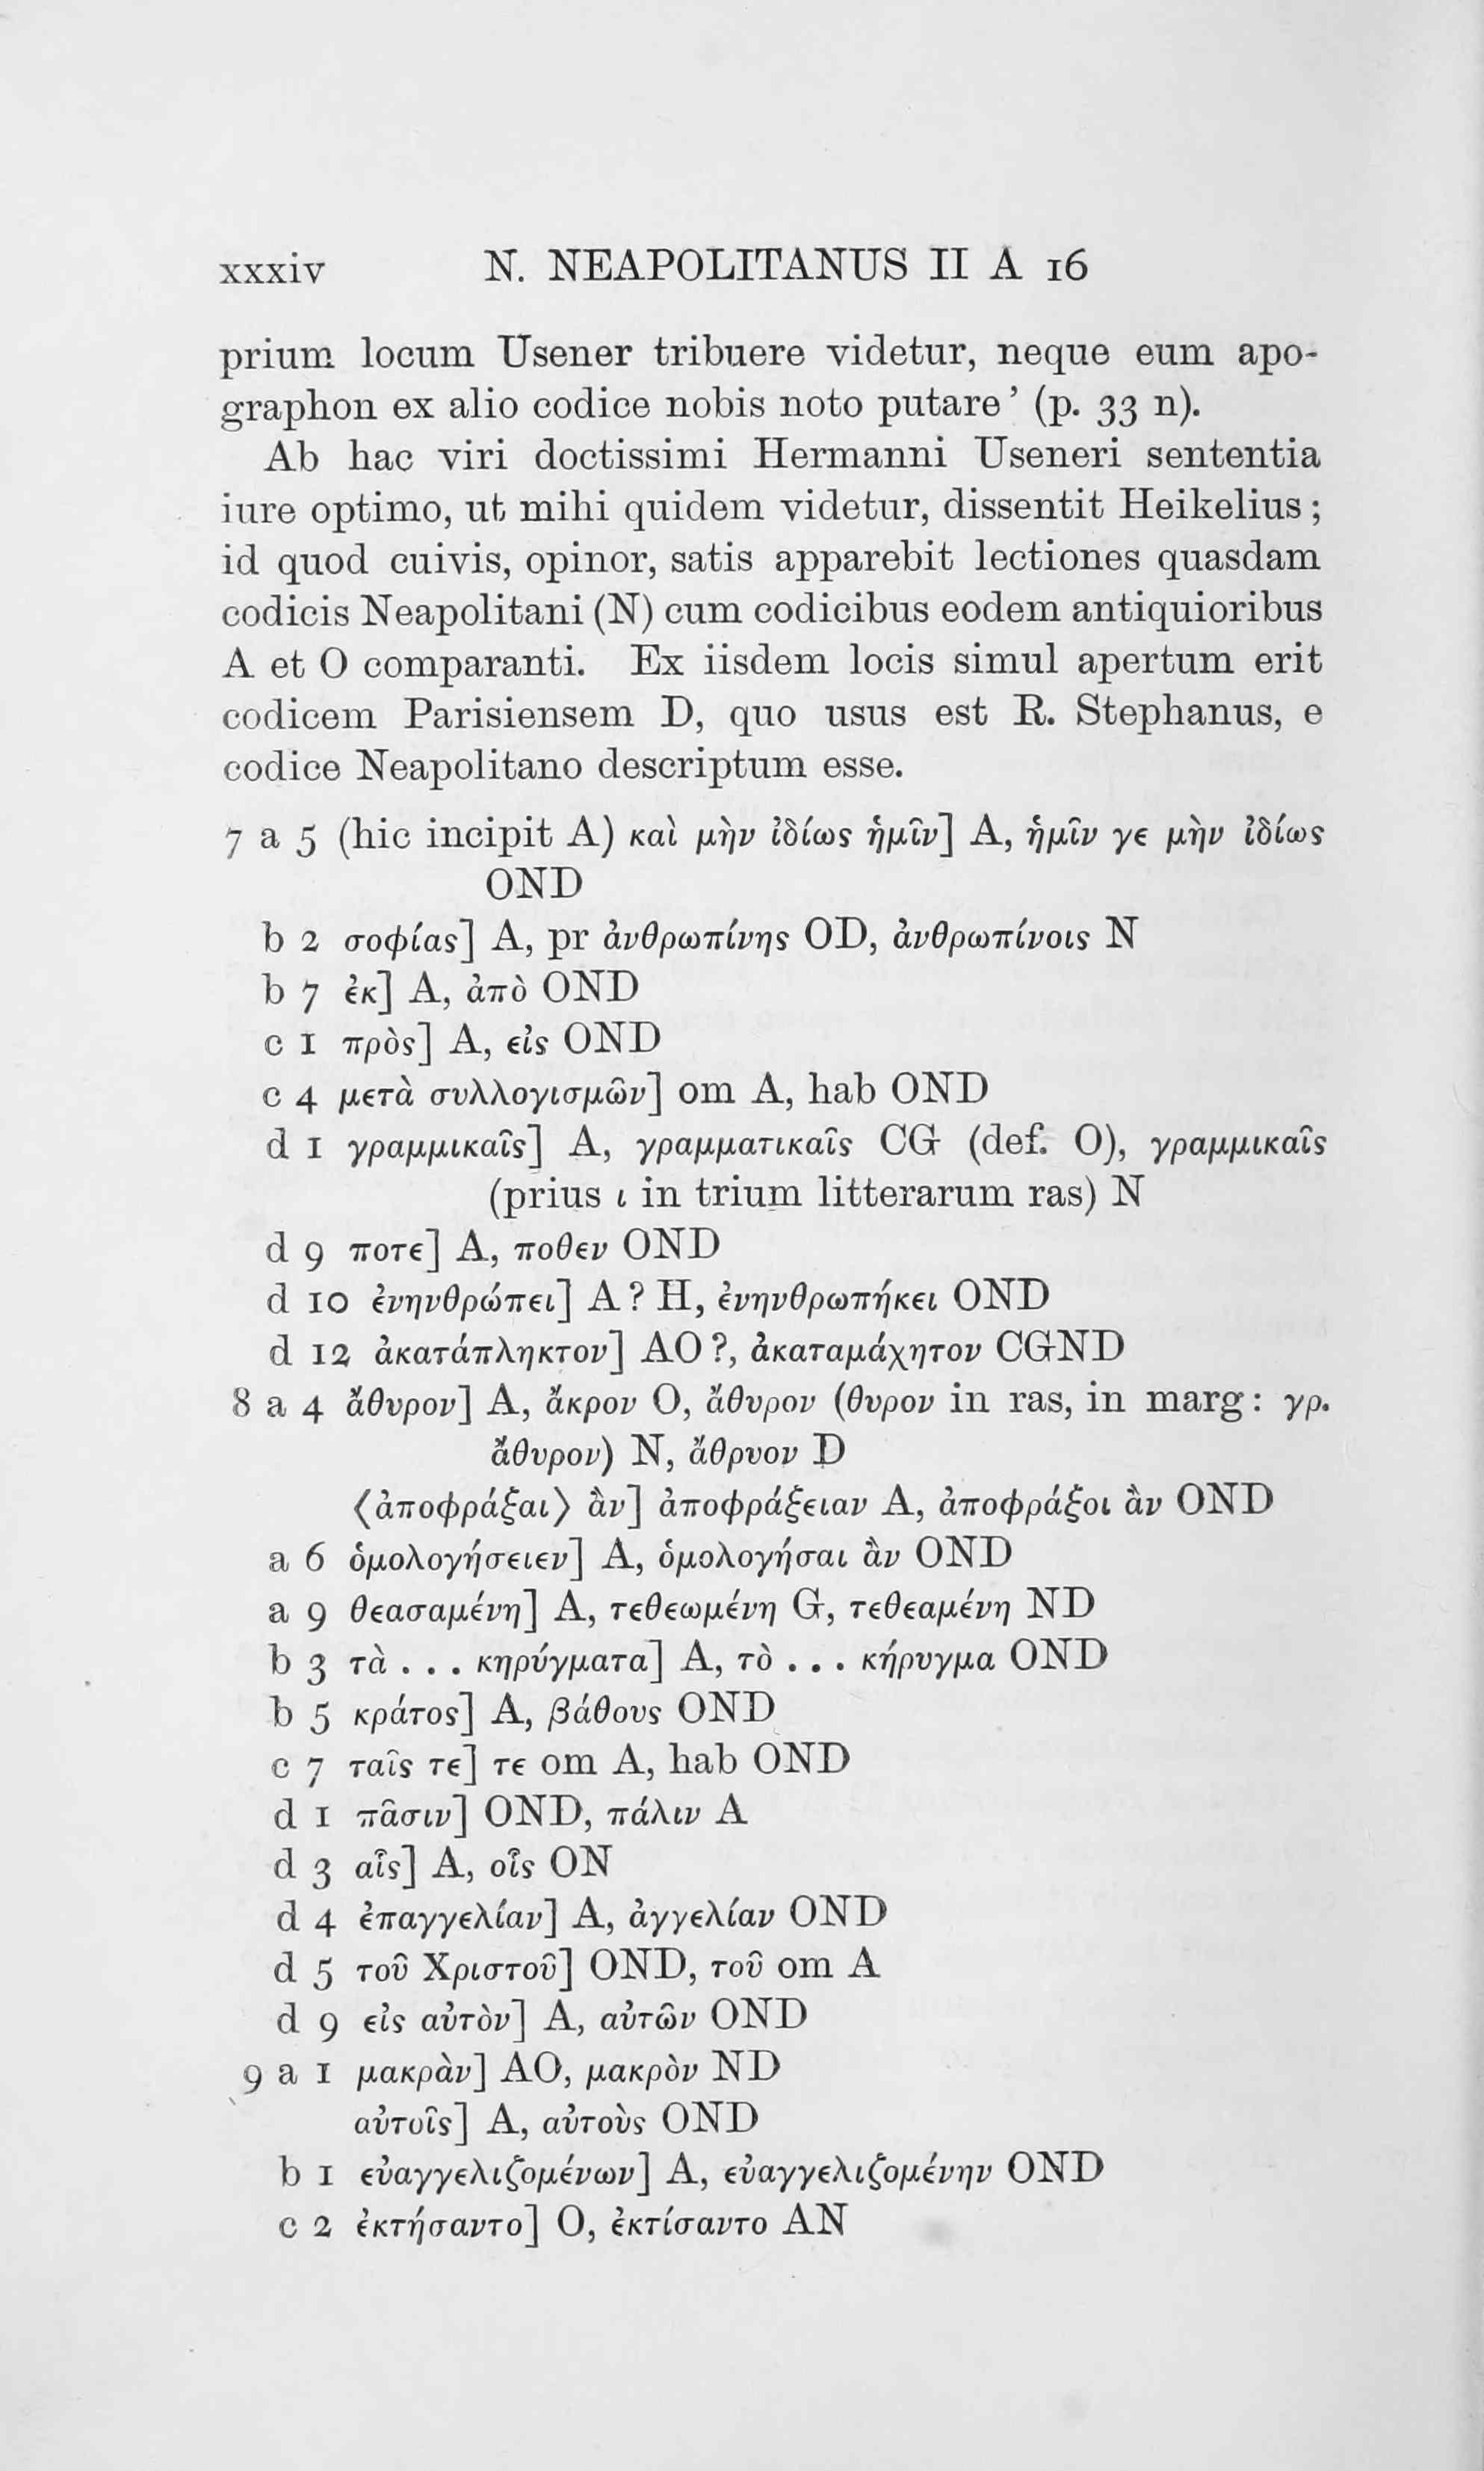 xxxiv N. NEAPOLITANUS II A 16
prium locum Usener tribuere videtur, neque eum apo-
graphon ex alio codice nobis noto putare’ (p. 33 n).
Ab hac viri doctissimi Hermanni Useneri sententia
iure optimo, ut mihi quidem videtur, dissentit Heikelius;
id quod cuivis, opinor, satis apparebit lectiones quasdam
codicis Neapolitani (N) cum codicibus eodem antiquioribus
A et O comparanti. Ex iisdem locis simul apertum erit
codicem Parisiensem D, quo usus est R. Stephanus, e
codice Neapolitano descriptum esse.
7 a 5 (hic incipit A) καὶ μὴν ἰδίως ἡμῖν] A, ἡμῖν γε μὴν ἰδίως
OND
b 2 σοφίας] A, pr ἀνθρωπίνης OD, ἀνθρωπίνοις N
b 7 ἐκ] A, ἀπὸ OND
c 1 πρὸς] A, εἰς OND
c 4 μετὰ συλλογισμῶν] om A, hab OND
d 1 γραμμικαῖς] A, γραμματικαῖς CG (def. O), γραμμικαῖς
(prius ι in trium litterarum ras) N
d 9 ποτε] A, ποθεν OND
d 10 ἐνηνθρώπει] A? H, ἐνηνθρωπήκει OND
d 12 ἀκατάπληκτον] AO?, ἀκαταμάχητον CGND
8 a 4 ἄθυρον] A, ἄκρον O, ἄθυρον (θυρον in ras, in marg: γρ.
ἄθυρον) N, ἄθρυον D
⟨ἀποφράξαι⟩ ἂν] ἀποφράξειαν A, ἀποφράξοι ἂν OND
a 6 ὁμολογήσειεν] A, ὁμολογήσαι ἂν OND
a 9 θεασαμένη] A, τεθεωμένη G, τεθεαμένη ND
b 3 τὰ . . . κηρύγματα] A, τὸ . . . κήρυγμα OND
b 5 κράτος] A, βάθους OND
c 7 ταῖς τε] τε om A, hab OND
d 1 πᾶσιν] OND, πάλιν A
d 3 αἷς] A, οἷς ON
d 4 ἐπαγγελίαν] A, ἀγγελίαν OND
d 5 τοῦ Χριστοῦ] OND, τοῦ om A
d 9 εἰς αὐτὸν] A, αὐτῶν OND
9 a 1 μακρὰν] AO, μακρὸν ND
αὐτοῖς] A, αὐτοὺς OND
b 1 εὐαγγελιζομένων] A, εὐαγγελιζομένην OND
c 2 ἐκτήσαντο] O, ἐκτίσαντο AN